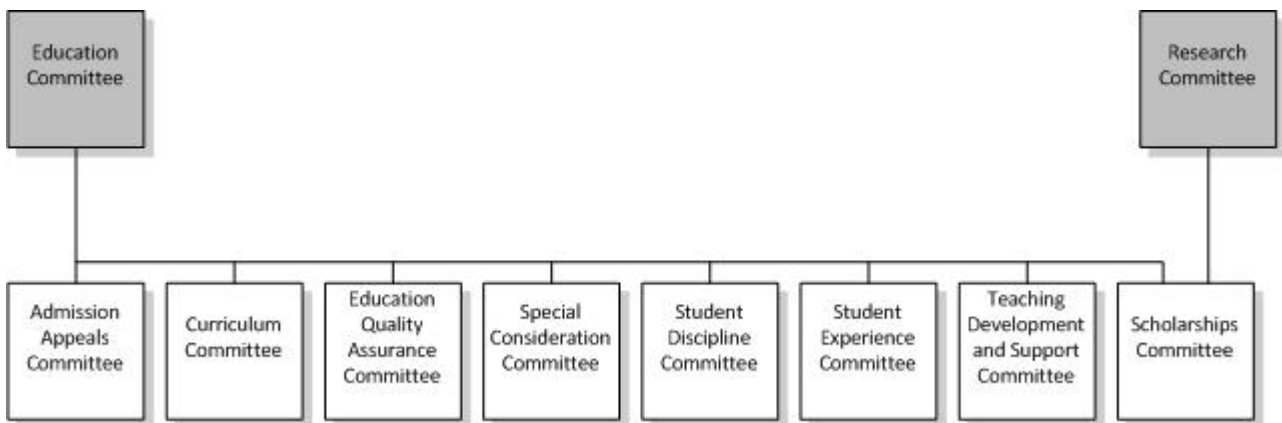 Education
Committee
Research
Committee
Admission
Appeals
Committee
Curriculum
Committee
Education
Quality
Assurance
Committee
Special
Consideration
Committee
Student
Discipline
Committee
Student
Experience
Committee
Teaching
Development
and Support
Committee
Scholarships
Committee